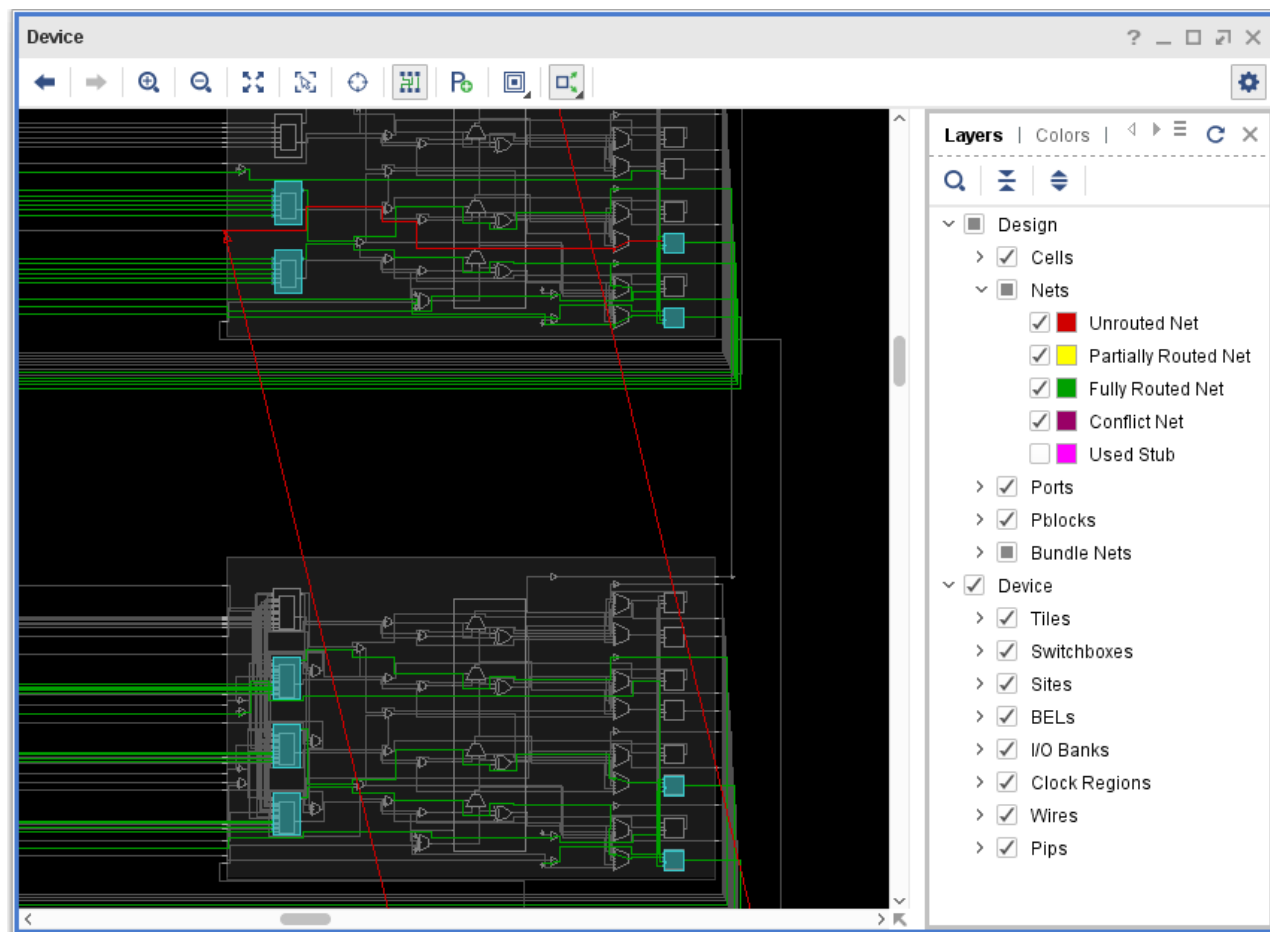 Device
Layers | Colors |
Design
Cells
Nets
Unrouted Net
Partially Routed Net
Fully Routed Net
Conflict Net
Used Stub
Ports
Pblocks
Bundle Nets
Device
Tiles
Switchboxes
Sites
BELs
I/O Banks
Clock Regions
Wires
Pips